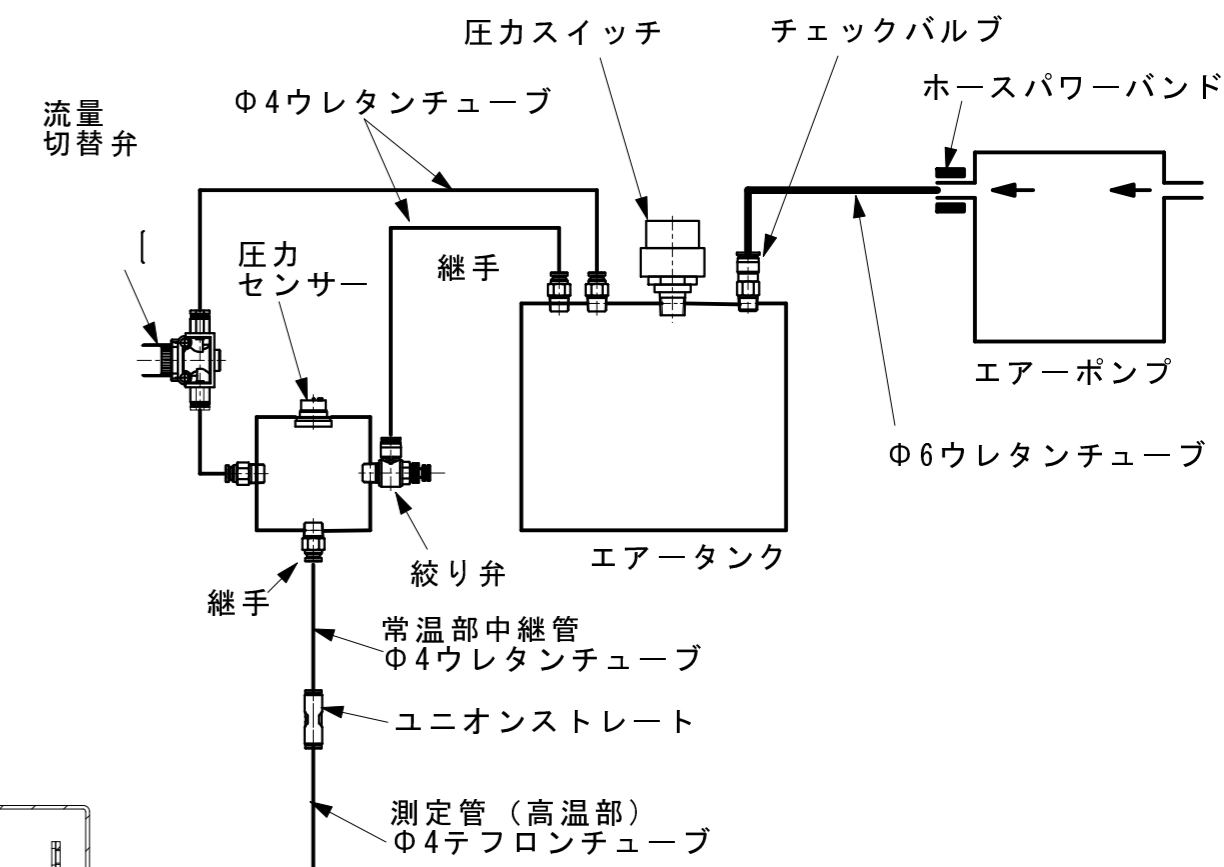 圧力スイッチ
チェックバルブ
ホースパワーバンド
Φ4ウレタンチューブ
流量
切替弁
圧力
センサー
継手
エアーポンプ
Φ6ウレタンチューブ
エアータンク
絞り弁
継手
常温部中継管
Φ4ウレタンチューブ
ユニオンストレート
測定管（高温部）
Φ4テフロンチューブ